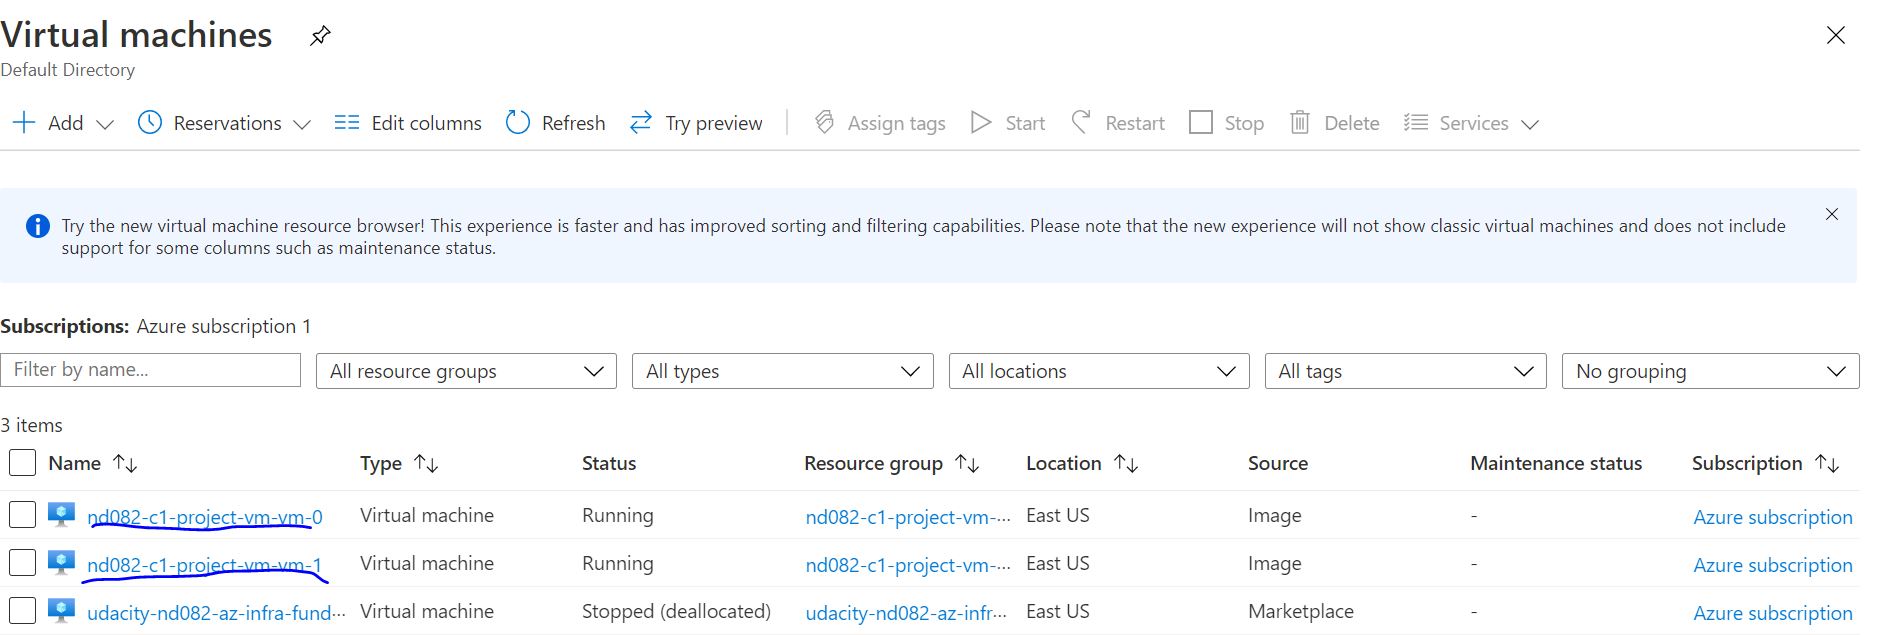 Virtual machines
Default Directory
Add Reservations Edit columns Refresh Try preview Assign tags Start Restart Stop Delete Services
Try the new virtual machine resource browser! This experience is faster and has improved sorting and filtering capabilities. Please note that the new experience will not show classic virtual machines and does not include
support for some columns such as maintenance status.
Subscriptions: Azure subscription 1
Filter by name... All resource groups All types All locations All tags No grouping
3 items
Name Type Status Resource group Location Source Maintenance status Subscription
nd082-c1-project-vm-vm-0 Virtual machine Running nd082-c1-project-vm-... East US Image - Azure subscription
nd082-c1-project-vm-vm-1 Virtual machine Running nd082-c1-project-vm-... East US Image - Azure subscription
udacity-nd082-az-infra-fund... Virtual machine Stopped (deallocated) udacity-nd082-az-infr... East US Marketplace - Azure subscription